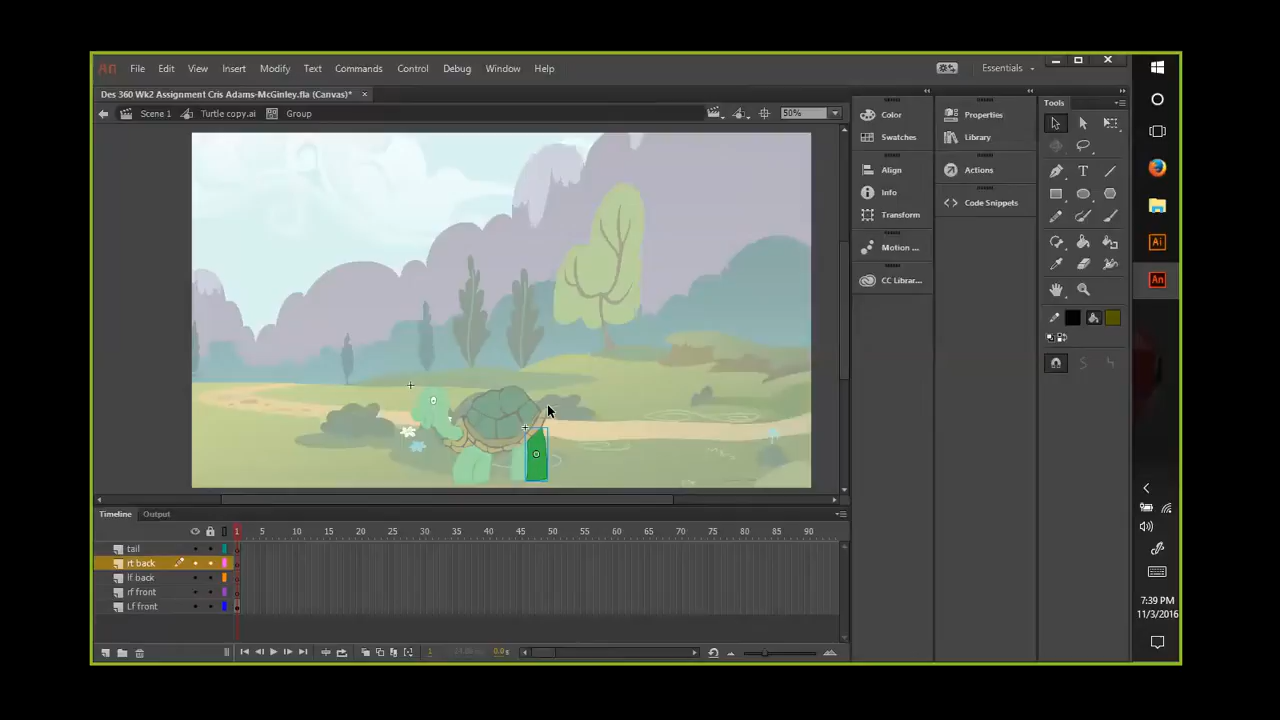 An File Edit View Insert Modify Text Commands Control Debug Window Help Essentials
Des 360 Wk2 Assignment Cris Adams-McGinley.fla (Canvas)* ×
Scene 1 Turtle copy.ai Group 50%
Tools
Color
Swatches
Align
Info
Transform
Motion ...
CC Librar...
Properties
Library
Actions
Code Snippets
T
Ai
An
Timeline Output
1 5 10 15 20 25 30 35 40 45 50 55 60 65 70 75 80 85 90
tail
rt back
lf back
rf front
Lf front
1 0.0s
7:39 PM
11/3/2016